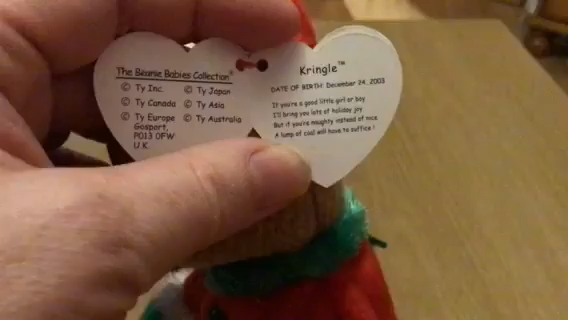 The Beanie Babies Collection®
© Ty Inc.
© Ty Canada
© Ty Europe
Gosport,
PO13 0FW
U.K.
© Ty Japan
© Ty Asia
© Ty Australia
Kringle™
DATE OF BIRTH: December 24, 2003
If you're a good little girl or boy
I'll bring you lots of holiday joy
But if you're naughty instead of nice
A lump of coal will have to suffice!